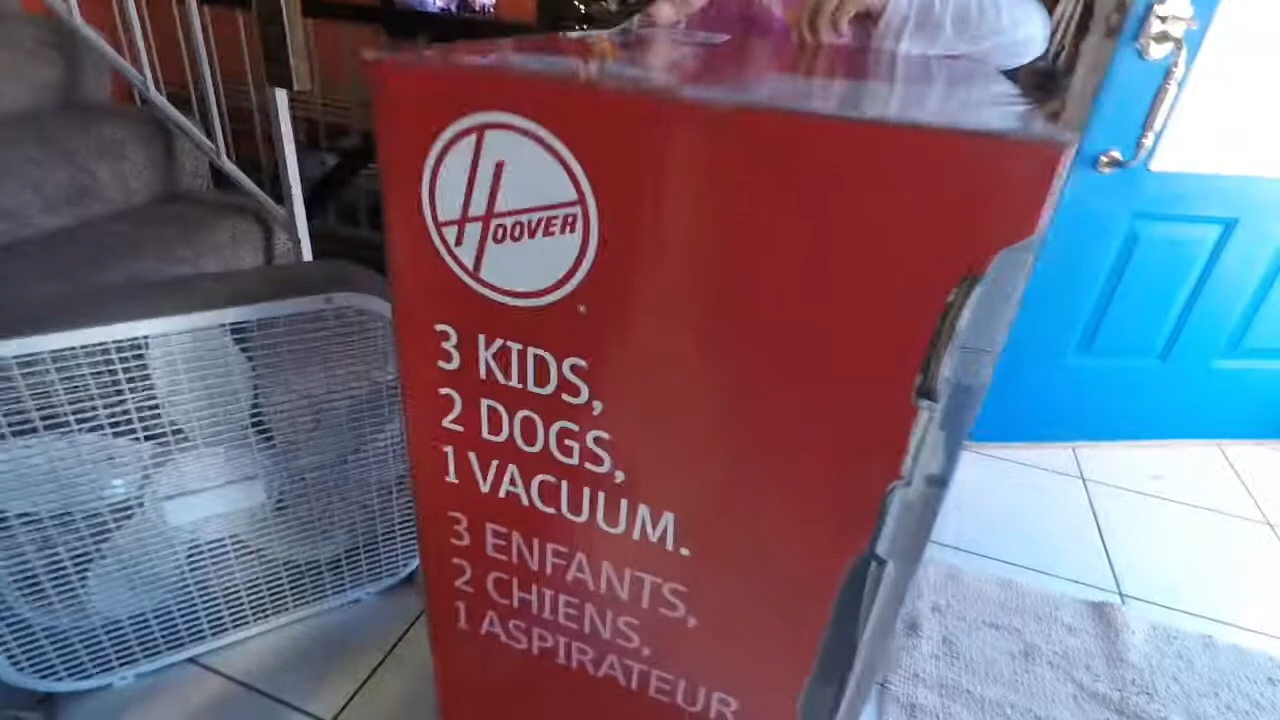 HOOVER
3 KIDS,
2 DOGS,
1 VACUUM.
3 ENFANTS,
2 CHIENS,
1 ASPIRATEUR